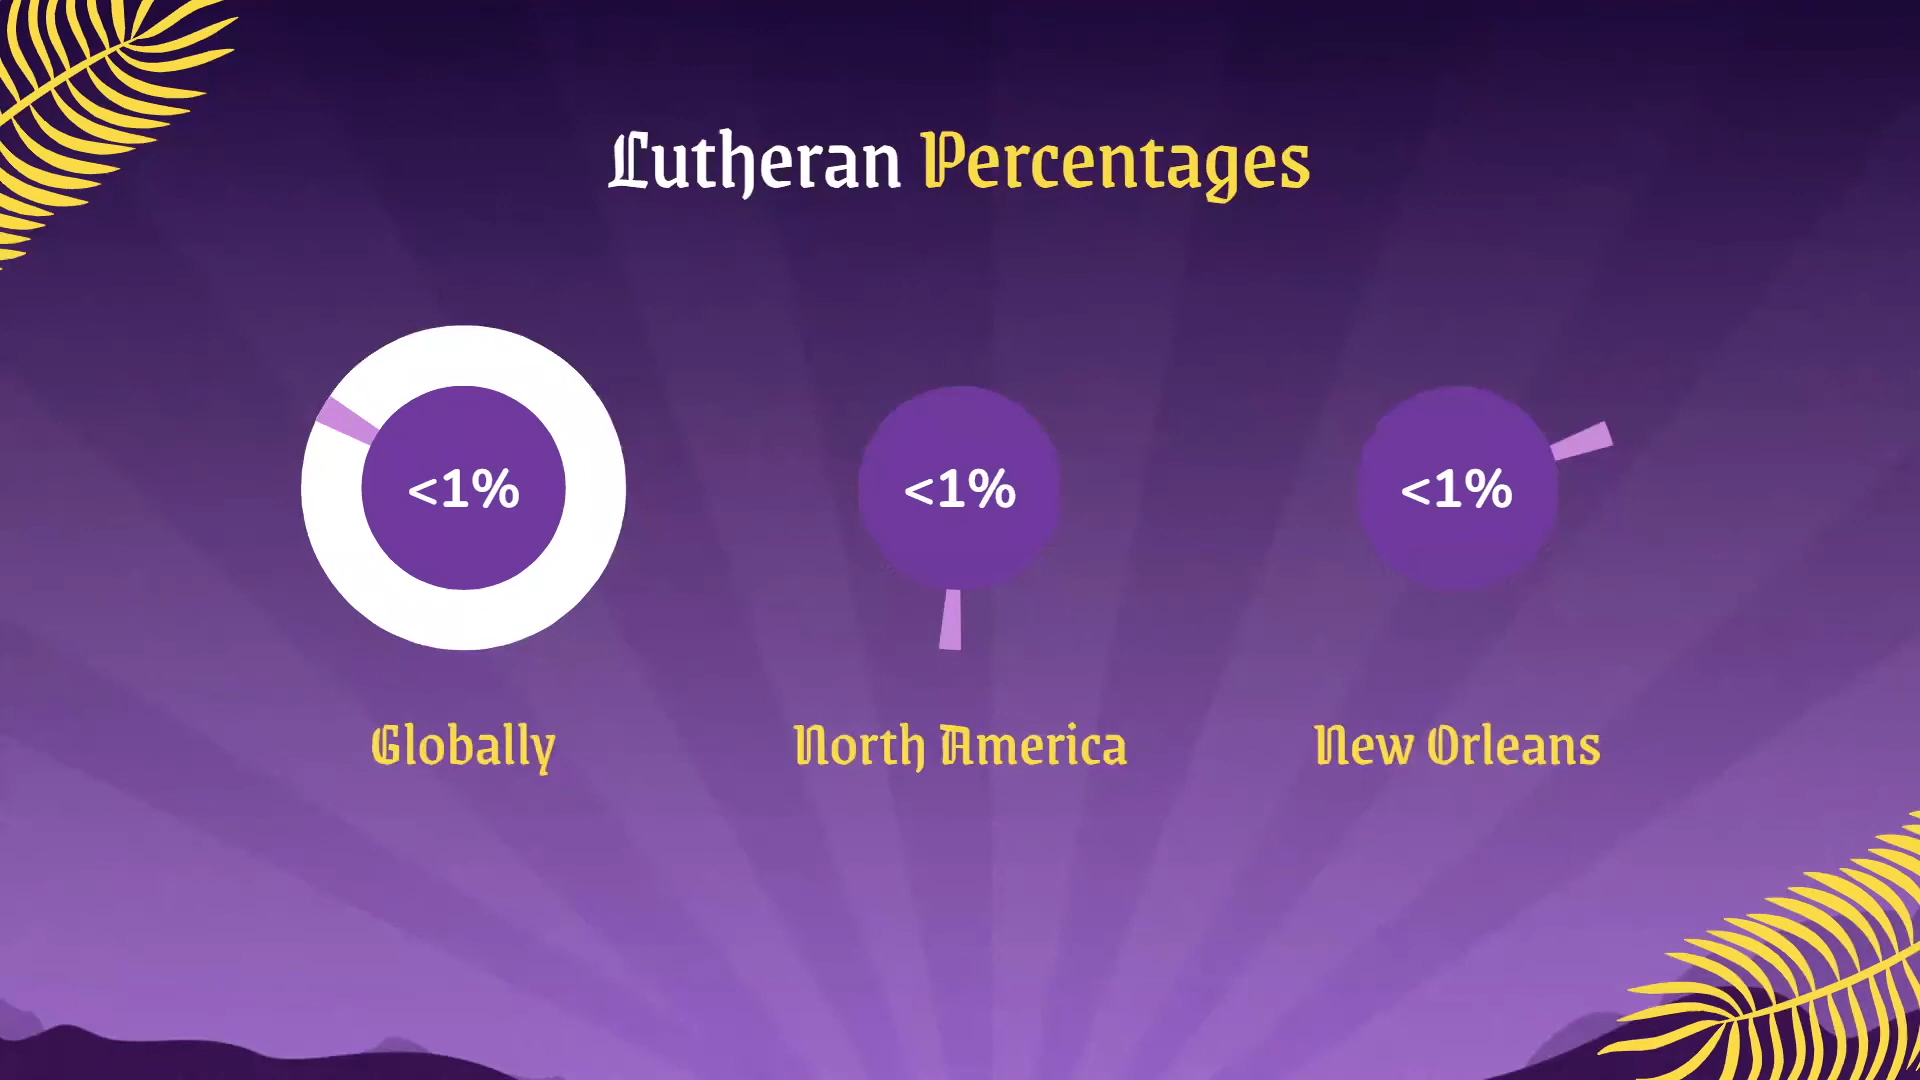 Lutheran Percentages
<1%
<1%
<1%
Globally
North America
New Orleans